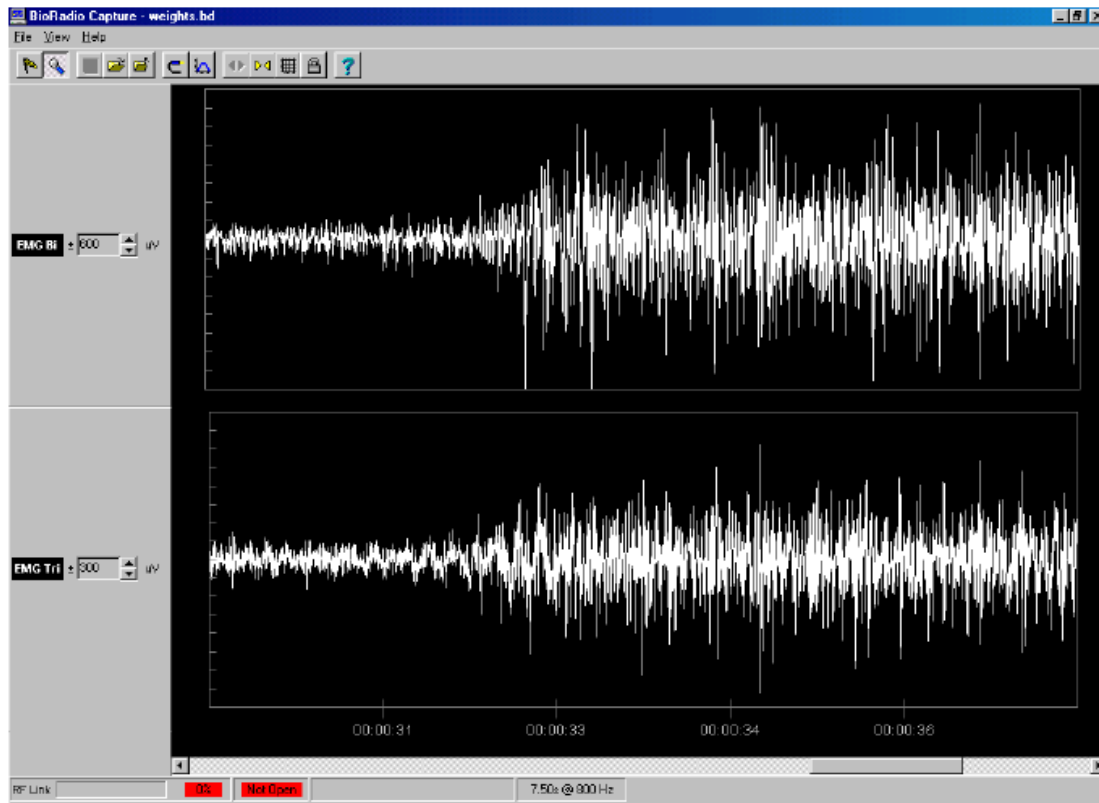 BioRadio Capture - weights.bd
File View Help
EMG Bi ± 600 uV
EMG Tri ± 300 uV
00:00:31 00:00:33 00:00:34 00:00:36
RF Link 0% Not Open 7.50s @ 800 Hz